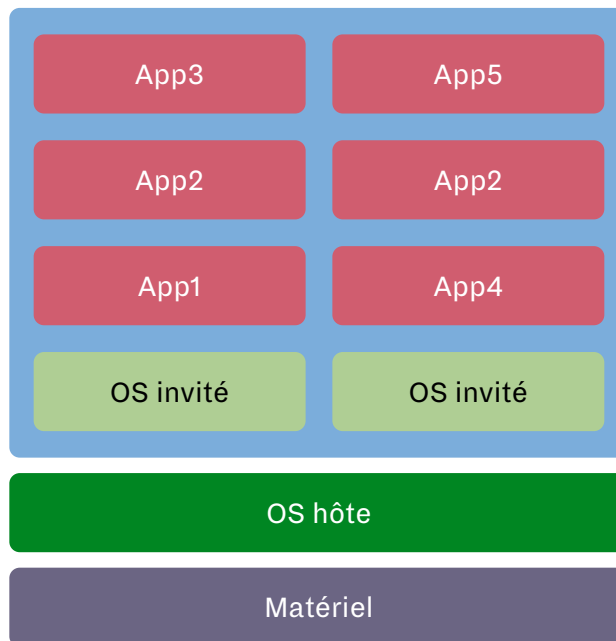 App3
App5
App2
App2
App1
App4
OS invité
OS invité
OS hôte
Matériel